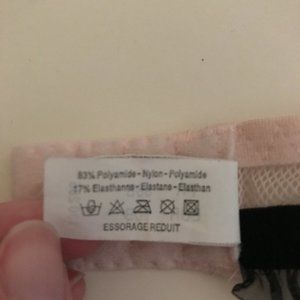 83% Polyamide - Nylon - Polyamide
17% Elasthanne - Elastane - Elasthan
ESSORAGE REDUIT